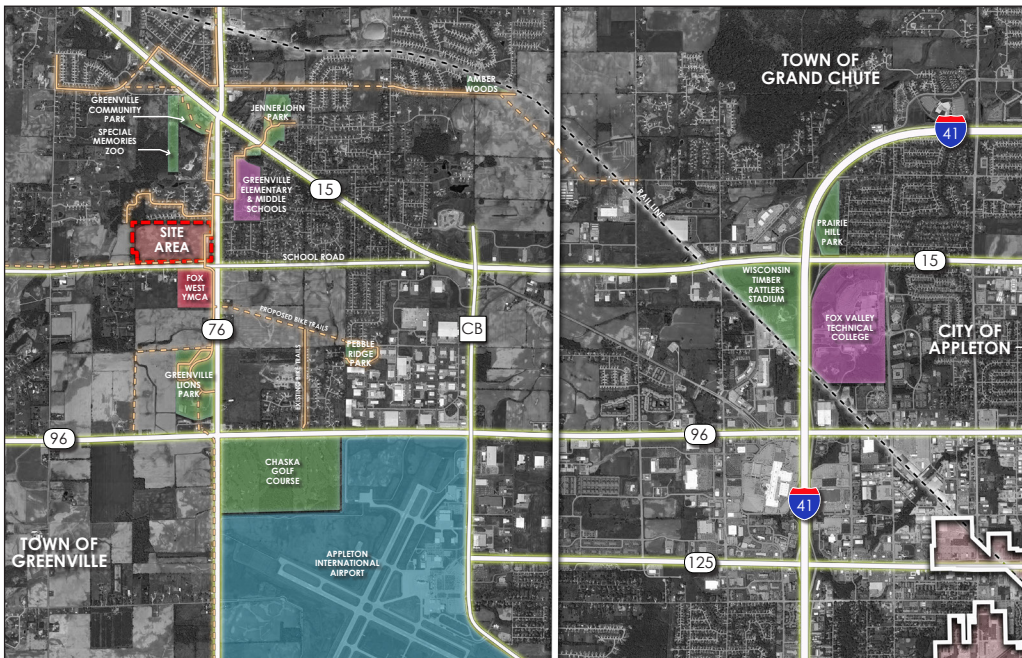 TOWN OF
GRAND CHUTE
AMBER
WOODS
GREENVILLE
COMMUNITY
PARK
JENNERJOHN
PARK
SPECIAL
MEMORIES
ZOO
41
GREENVILLE
ELEMENTARY
& MIDDLE
SCHOOLS
15
RAIL LINE
SITE
AREA
PRAIRIE
HILL
PARK
SCHOOL ROAD
15
FOX
WEST
YMCA
WISCONSIN
TIMBER
RATTLERS
STADIUM
PROPOSED BIKE TRAILS
76
CB
FOX VALLEY
TECHNICAL
COLLEGE
CITY OF
APPLETON
PEBBLE
RIDGE
PARK
EXISTING BIKE TRAILS
GREENVILLE
LIONS
PARK
96
96
CHASKA
GOLF
COURSE
41
TOWN OF
GREENVILLE
APPLETON
INTERNATIONAL
AIRPORT
125